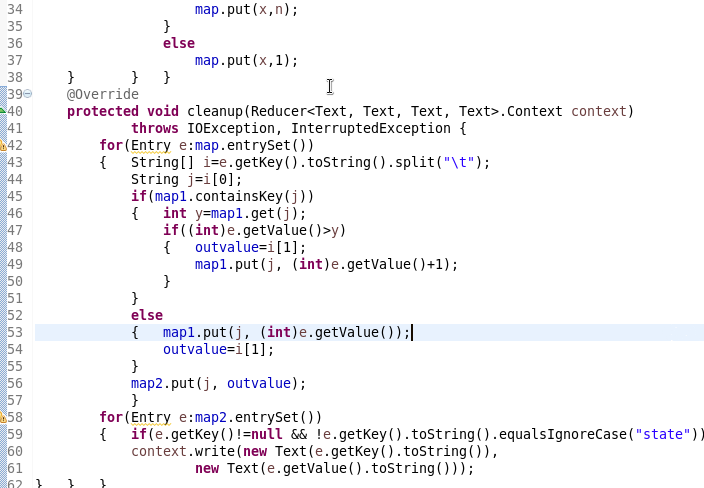 34 map.put(x,n);
35 }
36 else
37 map.put(x,1);
38 } } }
39 @Override
40 protected void cleanup(Reducer<Text, Text, Text, Text>.Context context)
41 throws IOException, InterruptedException {
42 for(Entry e:map.entrySet())
43 { String[] i=e.getKey().toString().split("\t");
44 String j=i[0];
45 if(map1.containsKey(j))
46 { int y=map1.get(j);
47 if((int)e.getValue()>y)
48 { outvalue=i[1];
49 map1.put(j, (int)e.getValue()+1);
50 }
51 }
52 else
53 { map1.put(j, (int)e.getValue());
54 outvalue=i[1];
55 }
56 map2.put(j, outvalue);
57 }
58 for(Entry e:map2.entrySet())
59 { if(e.getKey()!=null && !e.getKey().toString().equalsIgnoreCase("state"))
60 context.write(new Text(e.getKey().toString()),
61 new Text(e.getValue().toString()));
62 } } }